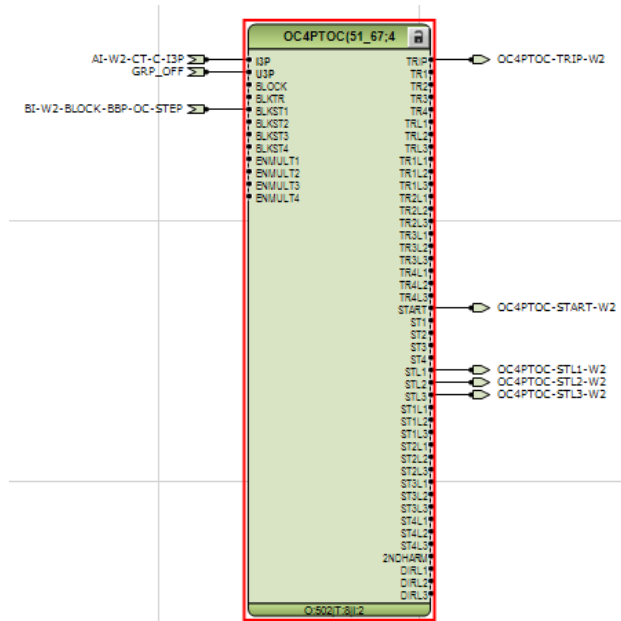 OC4PTOC(51_67;4
AI-W2-CT-C-I3P
GRP_OFF
BI-W2-BLOCK-BBP-OC-STEP
I3P
U3P
BLOCK
BLKTR
BLKST1
BLKST2
BLKST3
BLKST4
ENMULT1
ENMULT2
ENMULT3
ENMULT4
TRIP
TR1
TR2
TR3
TR4
TRL1
TRL2
TRL3
TR1L1
TR1L2
TR1L3
TR2L1
TR2L2
TR2L3
TR3L1
TR3L2
TR3L3
TR4L1
TR4L2
TR4L3
START
ST1
ST2
ST3
ST4
STL1
STL2
STL3
ST1L1
ST1L2
ST1L3
ST2L1
ST2L2
ST2L3
ST3L1
ST3L2
ST3L3
ST4L1
ST4L2
ST4L3
2NDHARM
DIRL1
DIRL2
DIRL3
OC4PTOC-TRIP-W2
OC4PTOC-START-W2
OC4PTOC-STL1-W2
OC4PTOC-STL2-W2
OC4PTOC-STL3-W2
O:502|T:8|I:2